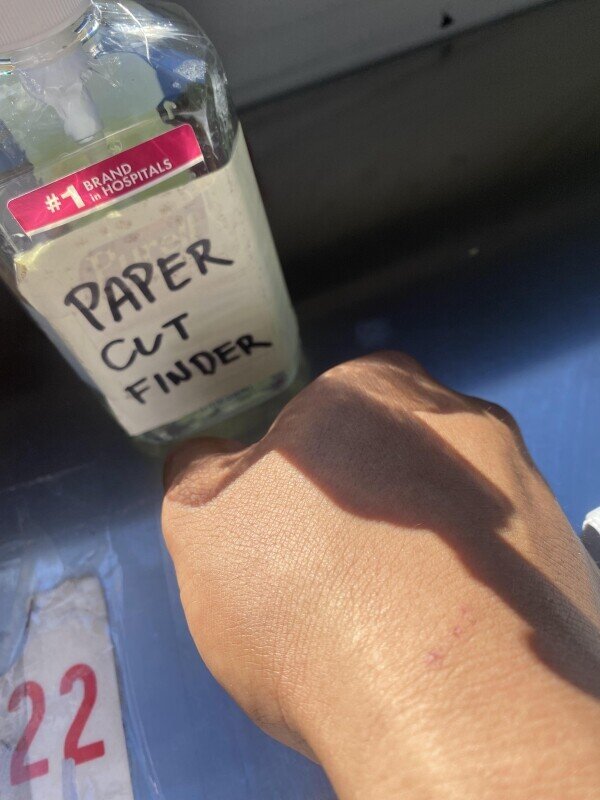 #1 BRAND
in HOSPITALS
PAPER
CUT
FINDER
22